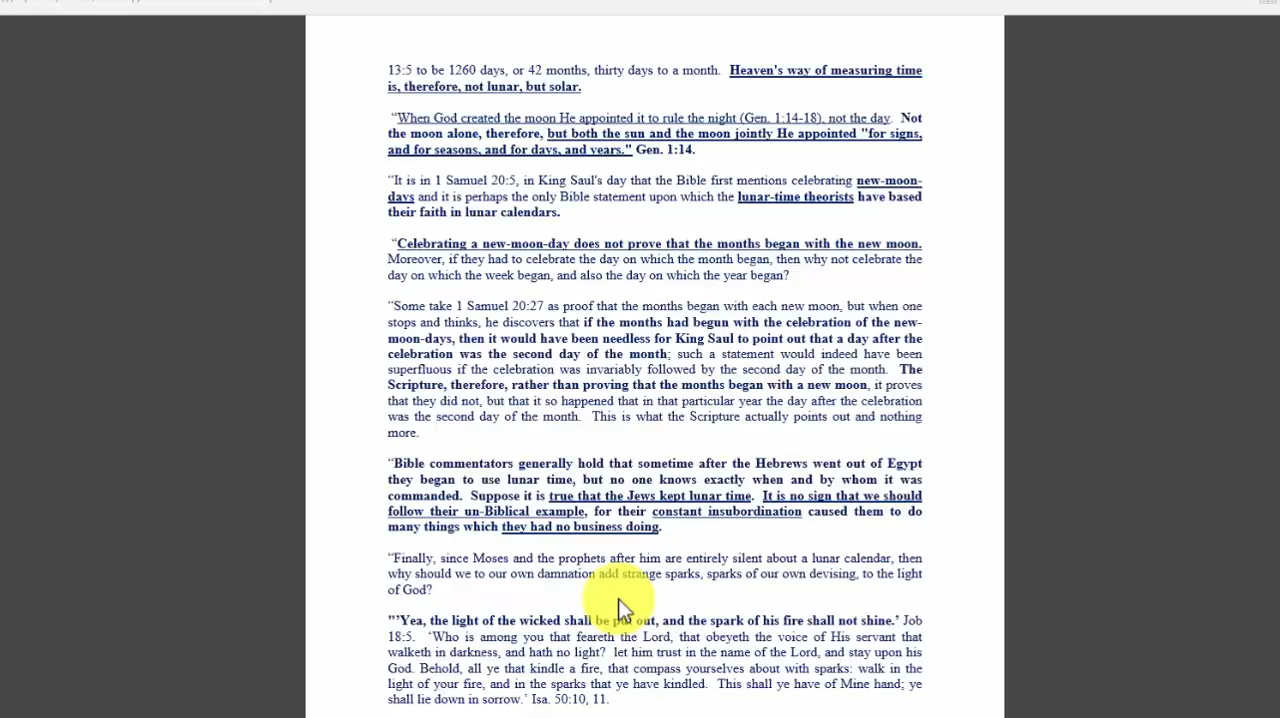 13:5 to be 1260 days, or 42 months, thirty days to a month.  Heaven's way of measuring time
is, therefore, not lunar, but solar.
“When God created the moon He appointed it to rule the night (Gen. 1:14-18), not the day.  Not
the moon alone, therefore, but both the sun and the moon jointly He appointed "for signs,
and for seasons, and for days, and years." Gen. 1:14.
“It is in 1 Samuel 20:5, in King Saul's day that the Bible first mentions celebrating new-moon-
days and it is perhaps the only Bible statement upon which the lunar-time theorists have based
their faith in lunar calendars.
“Celebrating a new-moon-day does not prove that the months began with the new moon.
Moreover, if they had to celebrate the day on which the month began, then why not celebrate the
day on which the week began, and also the day on which the year began?
“Some take 1 Samuel 20:27 as proof that the months began with each new moon, but when one
stops and thinks, he discovers that if the months had begun with the celebration of the new-
moon-days, then it would have been needless for King Saul to point out that a day after the
celebration was the second day of the month; such a statement would indeed have been
superfluous if the celebration was invariably followed by the second day of the month.  The
Scripture, therefore, rather than proving that the months began with a new moon, it proves
that they did not, but that it so happened that in that particular year the day after the celebration
was the second day of the month.  This is what the Scripture actually points out and nothing
more.
“Bible commentators generally hold that sometime after the Hebrews went out of Egypt
they began to use lunar time, but no one knows exactly when and by whom it was
commanded.  Suppose it is true that the Jews kept lunar time.  It is no sign that we should
follow their un-Biblical example, for their constant insubordination caused them to do
many things which they had no business doing.
“Finally, since Moses and the prophets after him are entirely silent about a lunar calendar, then
why should we to our own damnation add strange sparks, sparks of our own devising, to the light
of God?
"’Yea, the light of the wicked shall be put out, and the spark of his fire shall not shine.’ Job
18:5.  ‘Who is among you that feareth the Lord, that obeyeth the voice of His servant that
walketh in darkness, and hath no light?  let him trust in the name of the Lord, and stay upon his
God. Behold, all ye that kindle a fire, that compass yourselves about with sparks: walk in the
light of your fire, and in the sparks that ye have kindled.  This shall ye have of Mine hand; ye
shall lie down in sorrow.’ Isa. 50:10, 11.